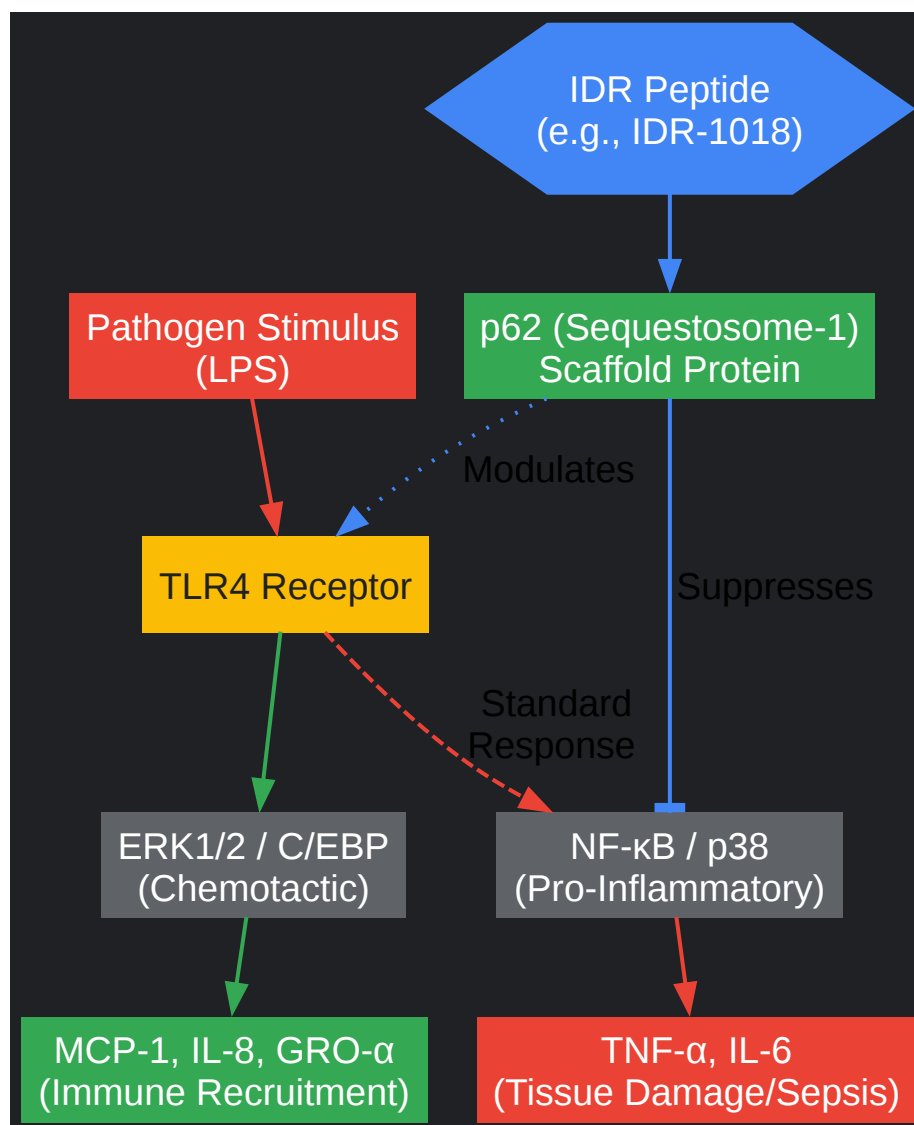 IDR Peptide
(e.g., IDR-1018)
Pathogen Stimulus
(LPS)
p62 (Sequestosome-1)
Scaffold Protein
Modulates
TLR4 Receptor
Suppresses
Standard
Response
ERK1/2 / C/EBP
(Chemotactic)
NF-κB / p38
(Pro-Inflammatory)
MCP-1, IL-8, GRO-α
(Immune Recruitment)
TNF-α, IL-6
(Tissue Damage/Sepsis)